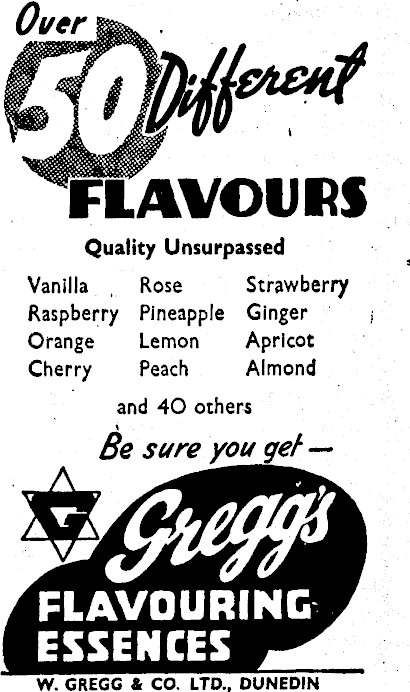 Over
50 Different
FLAVOURS
Quality Unsurpassed
Vanilla Rose Strawberry
Raspberry Pineapple Ginger
Orange Lemon Apricot
Cherry Peach Almond
and 40 others
Be sure you get —
G Gregg's
FLAVOURING
ESSENCES
W. GREGG & CO. LTD., DUNEDIN